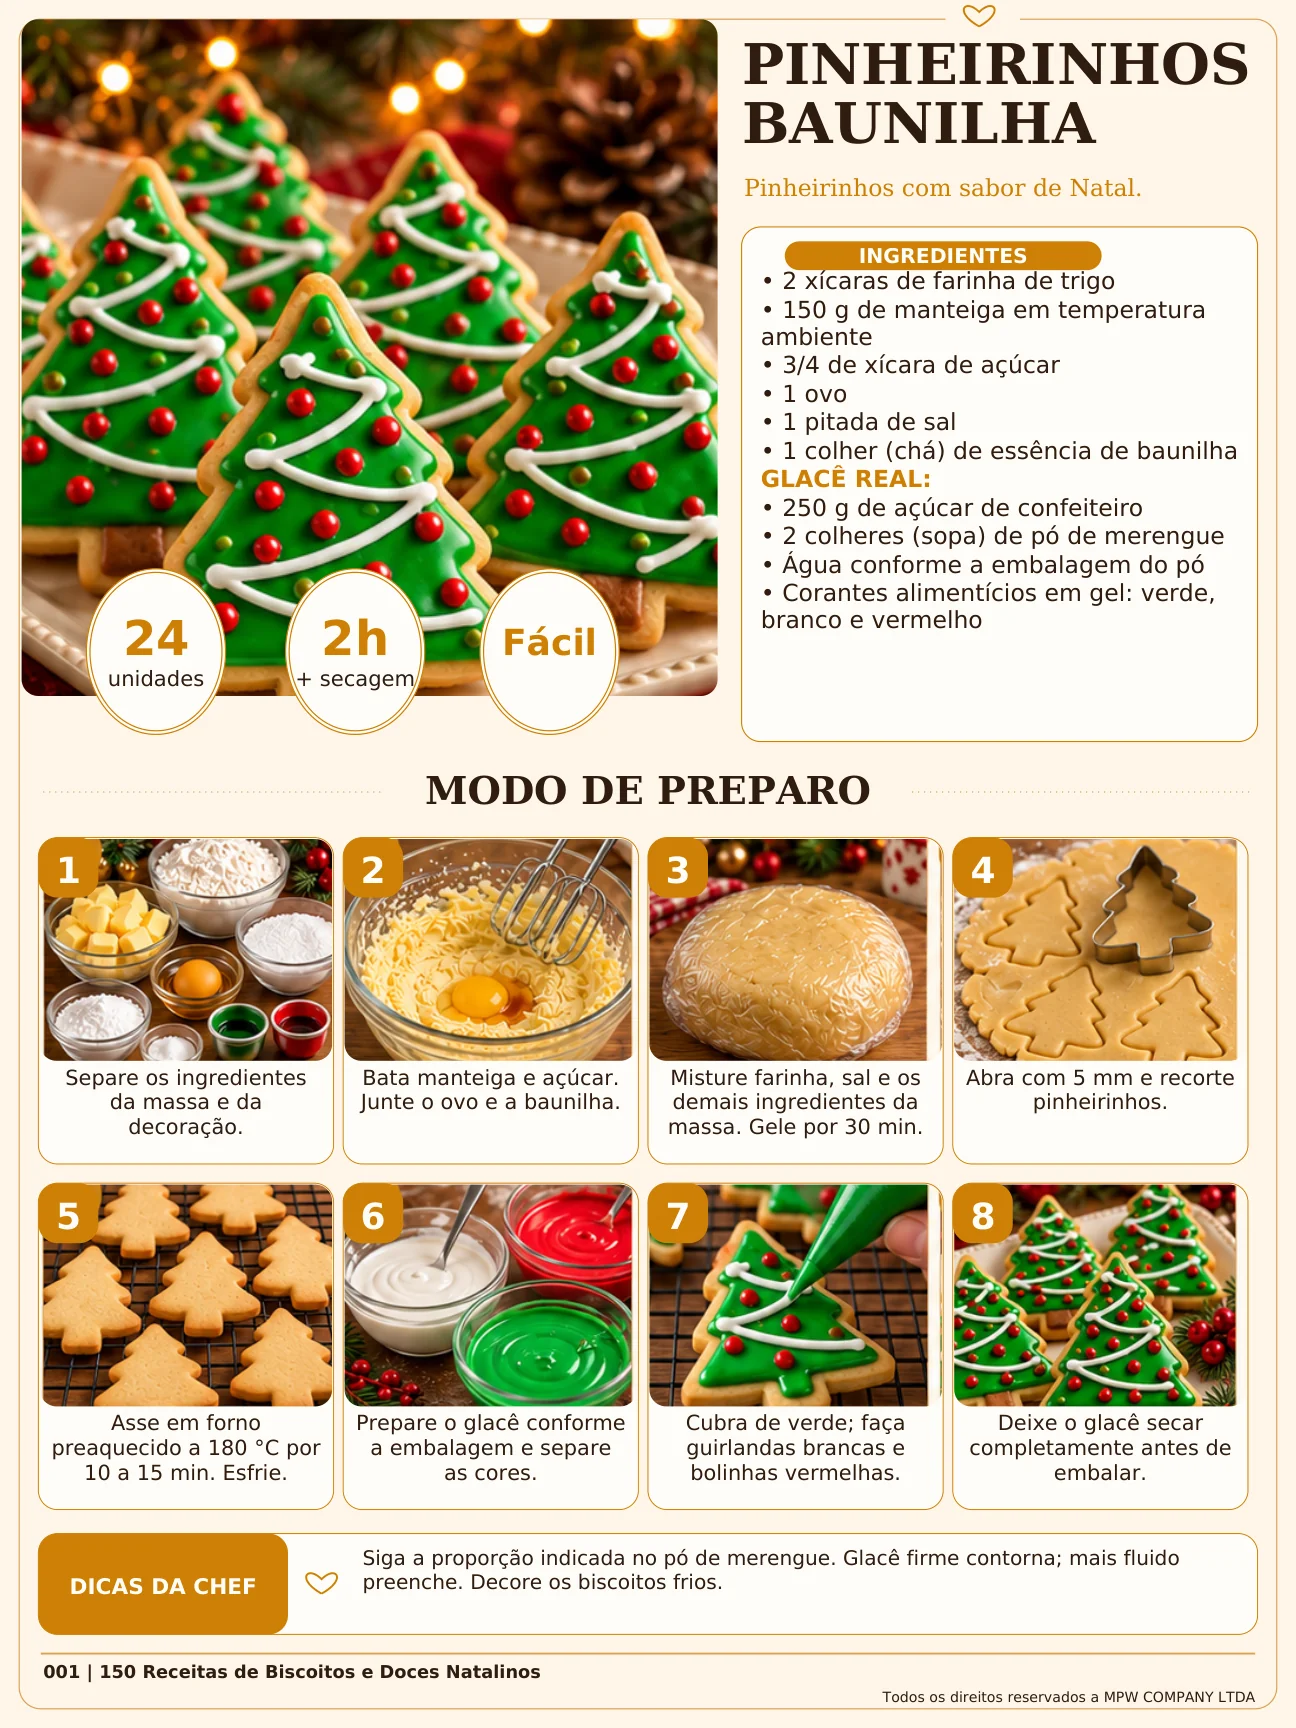 PINHEIRINHOS
BAUNILHA
Pinheirinhos com sabor de Natal.
INGREDIENTES
• 2 xícaras de farinha de trigo
• 150 g de manteiga em temperatura
ambiente
• 3/4 de xícara de açúcar
• 1 ovo
• 1 pitada de sal
• 1 colher (chá) de essência de baunilha
GLACÊ REAL:
• 250 g de açúcar de confeiteiro
• 2 colheres (sopa) de pó de merengue
• Água conforme a embalagem do pó
• Corantes alimentícios em gel: verde,
branco e vermelho
24
unidades
2h
+ secagem
Fácil
MODO DE PREPARO
1
Separe os ingredientes
da massa e da
decoração.
2
Bata manteiga e açúcar.
Junte o ovo e a baunilha.
3
Misture farinha, sal e os
demais ingredientes da
massa. Gele por 30 min.
4
Abra com 5 mm e recorte
pinheirinhos.
5
Asse em forno
preaquecido a 180 °C por
10 a 15 min. Esfrie.
6
Prepare o glacê conforme
a embalagem e separe
as cores.
7
Cubra de verde; faça
guirlandas brancas e
bolinhas vermelhas.
8
Deixe o glacê secar
completamente antes de
embalar.
DICAS DA CHEF
Siga a proporção indicada no pó de merengue. Glacê firme contorna; mais fluido
preenche. Decore os biscoitos frios.
001 | 150 Receitas de Biscoitos e Doces Natalinos
Todos os direitos reservados a MPW COMPANY LTDA